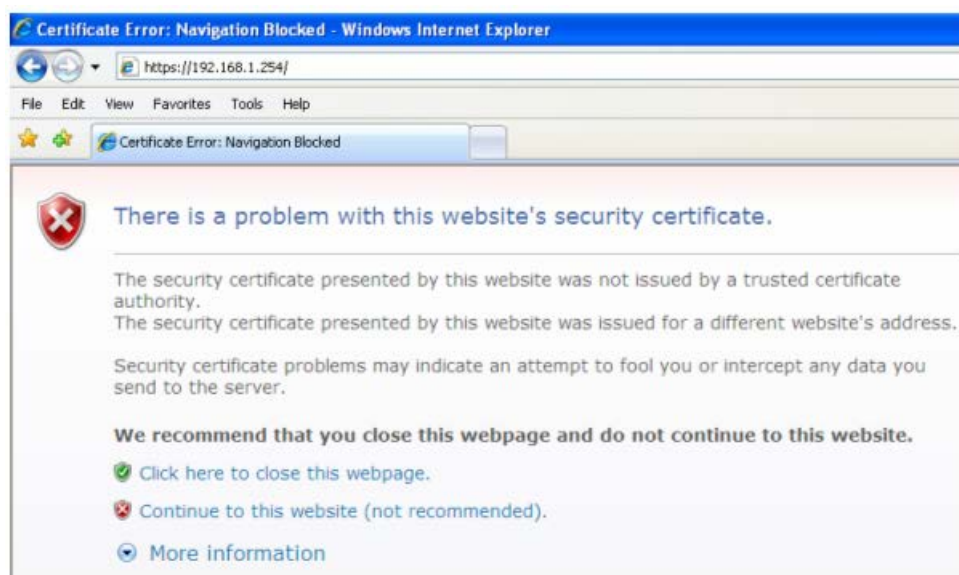 Certificate Error: Navigation Blocked - Windows Internet Explorer
https://192.168.1.254/
File Edit View Favorites Tools Help
Certificate Error: Navigation Blocked
There is a problem with this website's security certificate.
The security certificate presented by this website was not issued by a trusted certificate
authority.
The security certificate presented by this website was issued for a different website's address.
Security certificate problems may indicate an attempt to fool you or intercept any data you
send to the server.
We recommend that you close this webpage and do not continue to this website.
Click here to close this webpage.
Continue to this website (not recommended).
More information